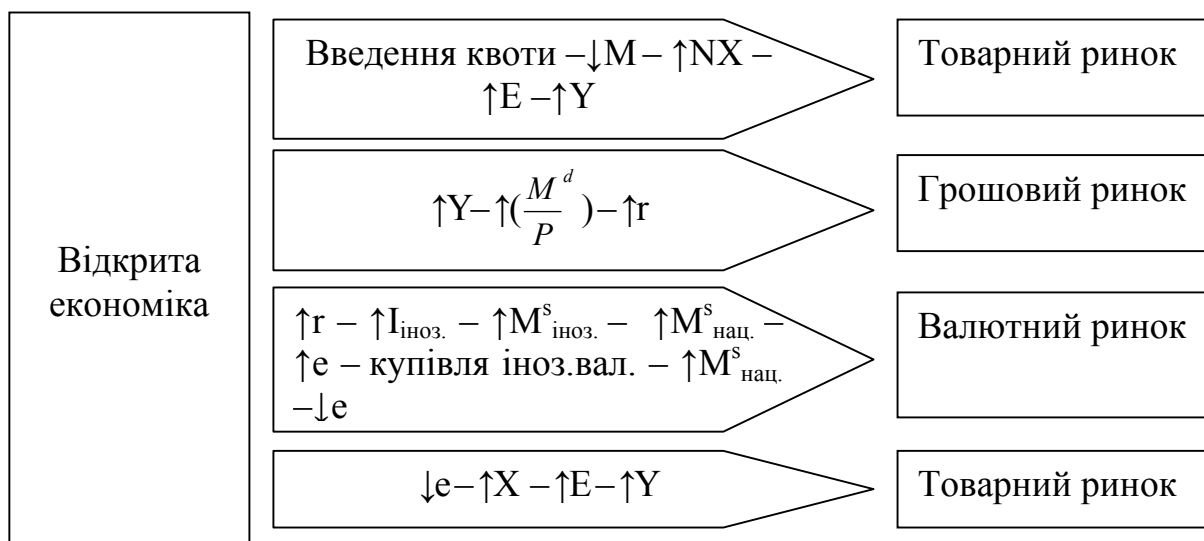 Відкрита
економіка
Введення квоти –↓M – ↑NX –
↑E –↑Y
Товарний ринок
↑Y– ↑(M^d/P) – ↑r
Грошовий ринок
↑r – ↑Iіноз. – ↑M^s іноз. – ↑M^s нац. –
↑e – купівля іноз.вал. – ↑M^s нац.
–↓e
Валютний ринок
↓e – ↑X – ↑E– ↑Y
Товарний ринок